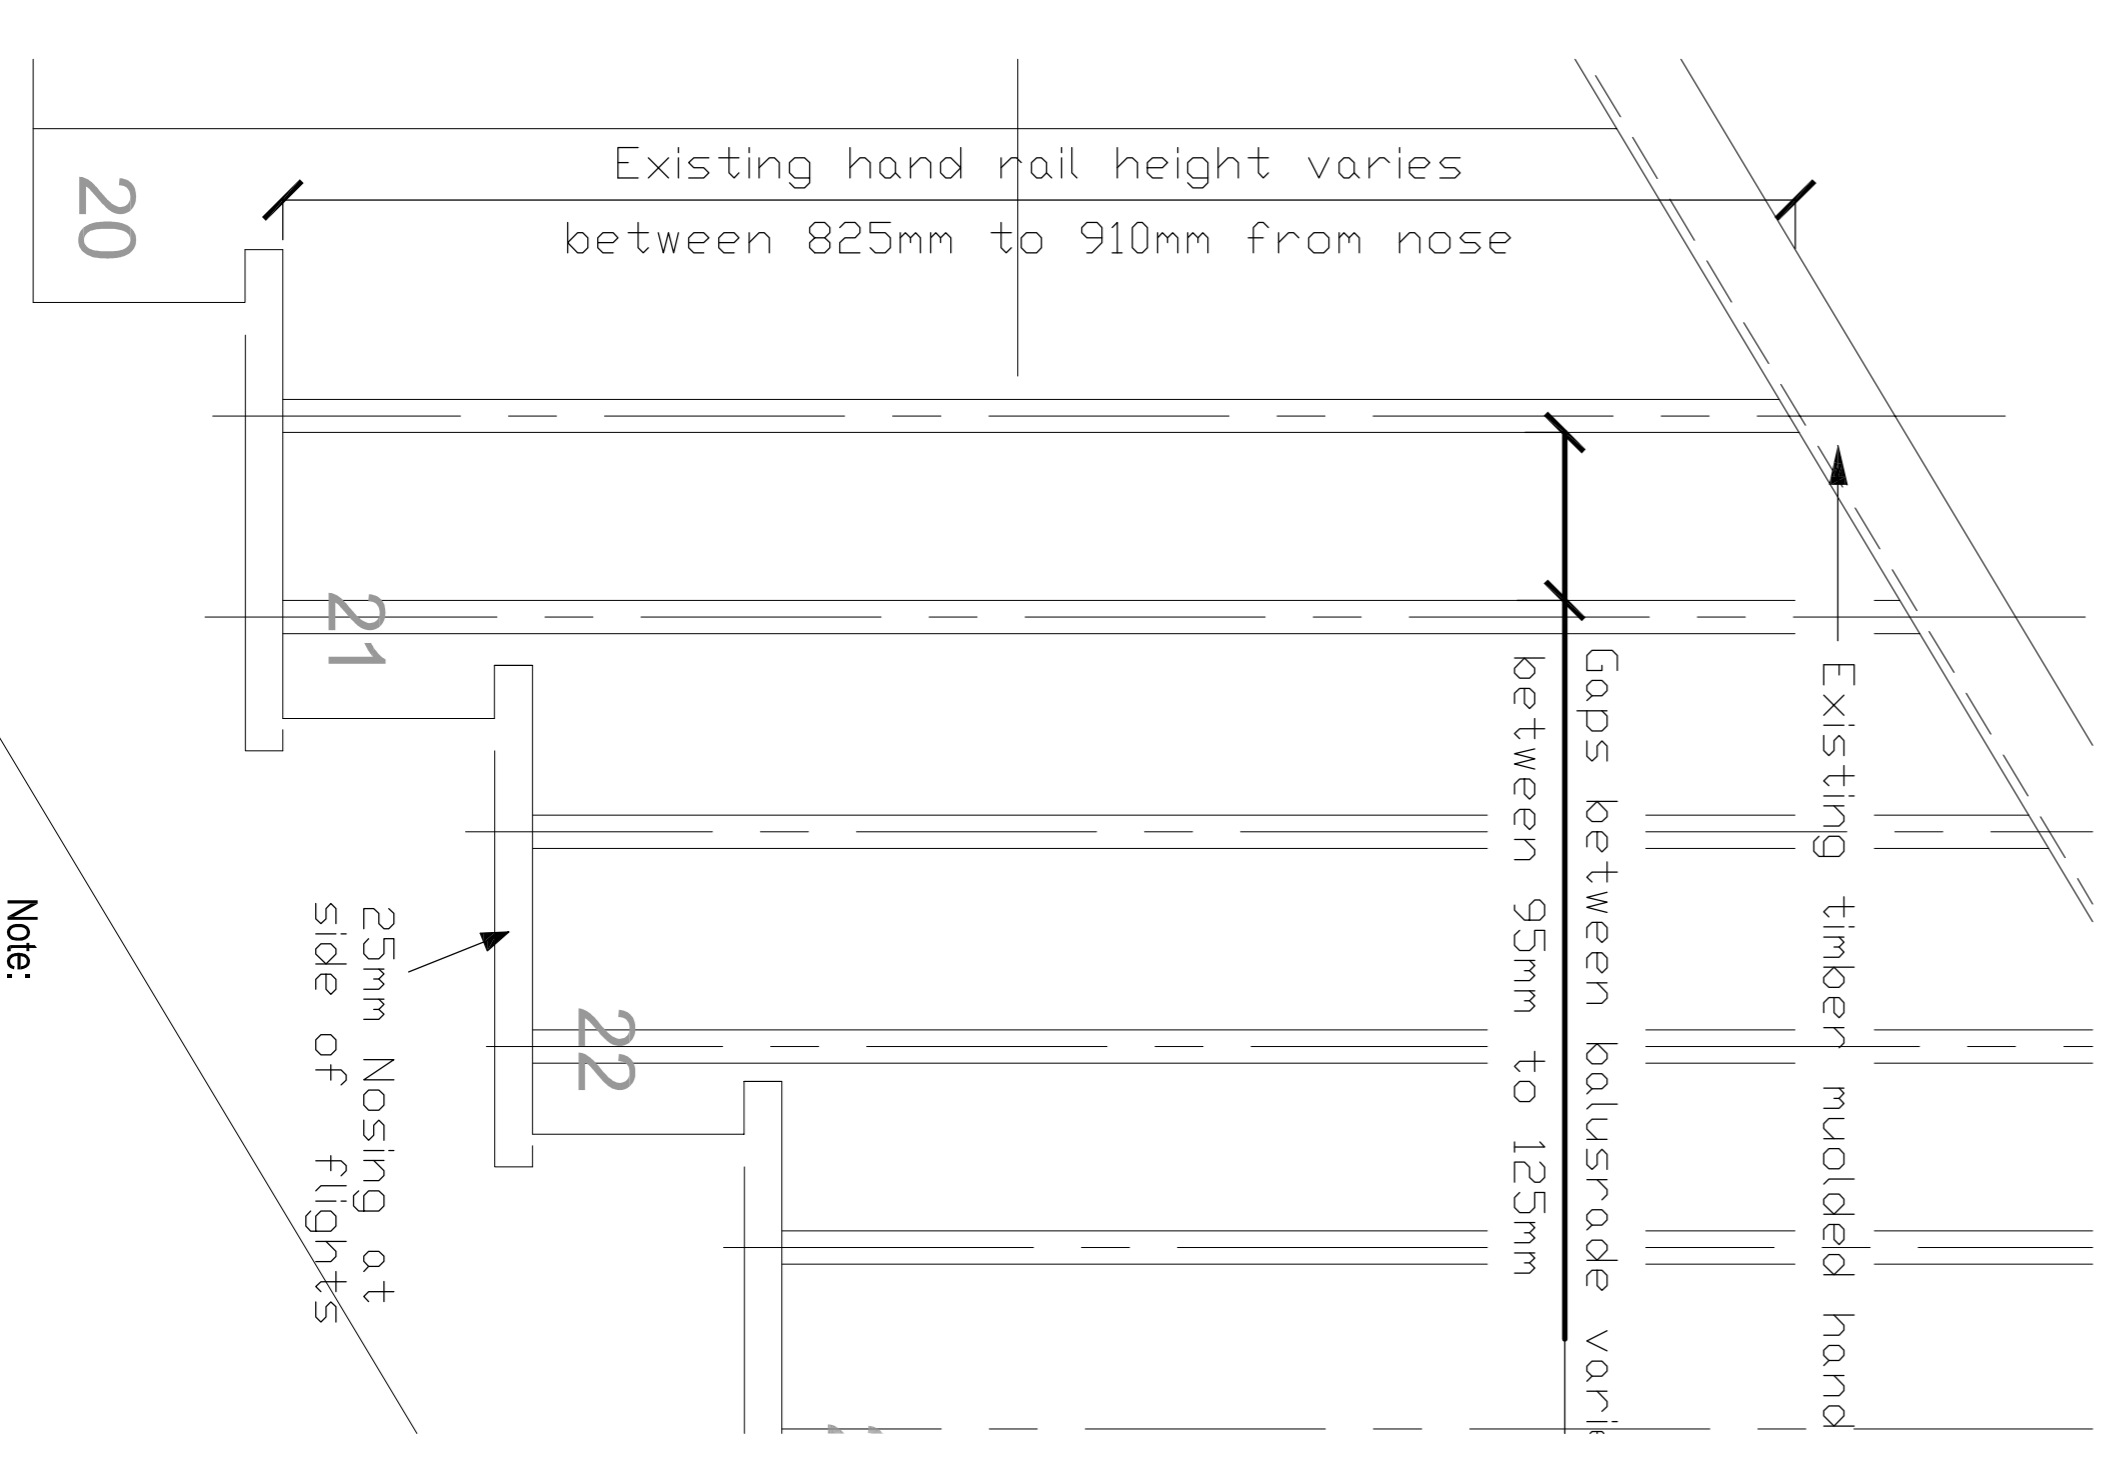 Existing hand rail height varies
between 825mm to 910mm from nose
20
21
22
Existing timber muolded hand
Gaps between balusrade varie
between 95mm to 125mm
25mm Nosing at
side of flights
Note: